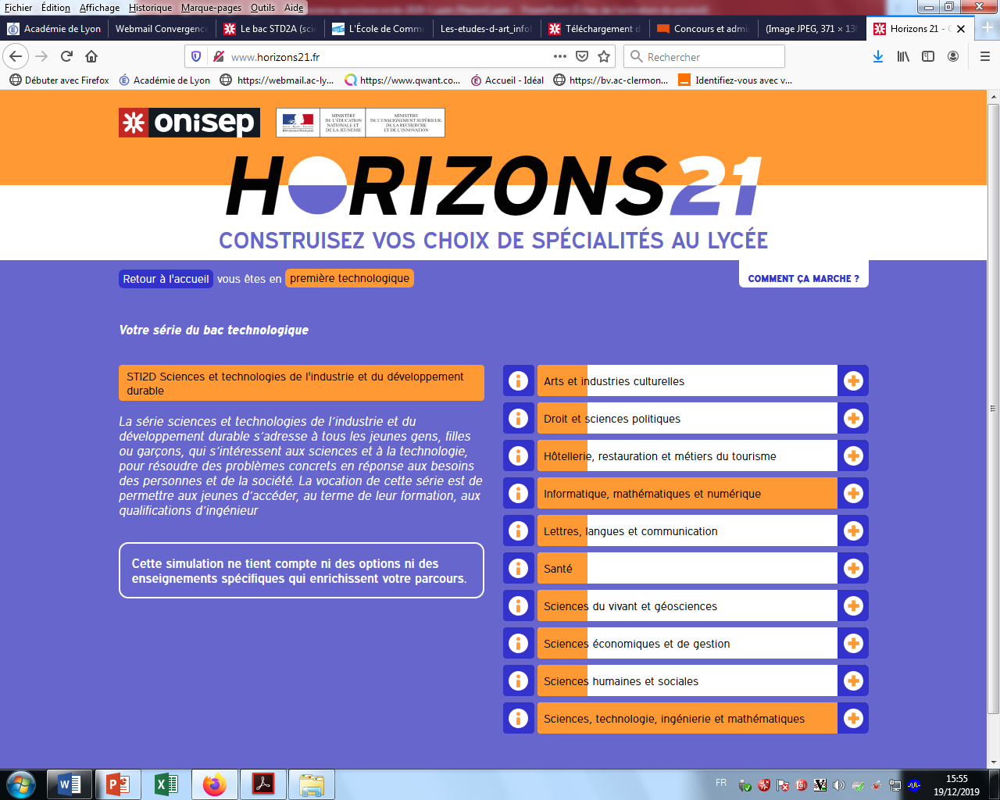 Fichier Édition Affichage Historique Marque-pages Outils Aide
Académie de Lyon
Webmail Convergence
Le bac STD2A (sci
L'École de Commu
Les-etudes-d-art_infol
Téléchargement d
Concours et admis
(Image JPEG, 371 × 136
Horizons 21 -
www.horizons21.fr
Rechercher
Débuter avec Firefox
Académie de Lyon
https://webmail.ac-ly...
https://www.qwant.co...
Accueil - Idéal
https://bv.ac-clermon...
Identifiez-vous avec v...
onisep
RÉPUBLIQUE FRANÇAISE
MINISTÈRE
DE L'ÉDUCATION
NATIONALE ET
DE LA JEUNESSE
MINISTÈRE
DE L'ENSEIGNEMENT SUPÉRIEUR,
DE LA RECHERCHE
ET DE L'INNOVATION
HORIZONS21
CONSTRUISEZ VOS CHOIX DE SPÉCIALITÉS AU LYCÉE
Retour à l'accueil vous êtes en première technologique
COMMENT ÇA MARCHE ?
Votre série du bac technologique
STI2D Sciences et technologies de l'industrie et du développement
durable
La série sciences et technologies de l’industrie et du
développement durable s’adresse à tous les jeunes gens, filles
ou garçons, qui s’intéressent aux sciences et à la technologie,
pour résoudre des problèmes concrets en réponse aux besoins
des personnes et de la société. La vocation de cette série est de
permettre aux jeunes d’accéder, au terme de leur formation, aux
qualifications d’ingénieur
Cette simulation ne tient compte ni des options ni des
enseignements spécifiques qui enrichissent votre parcours.
Arts et industries culturelles
Droit et sciences politiques
Hôtellerie, restauration et métiers du tourisme
Informatique, mathématiques et numérique
Lettres, langues et communication
Santé
Sciences du vivant et géosciences
Sciences économiques et de gestion
Sciences humaines et sociales
Sciences, technologie, ingénierie et mathématiques
FR
15:55
19/12/2019